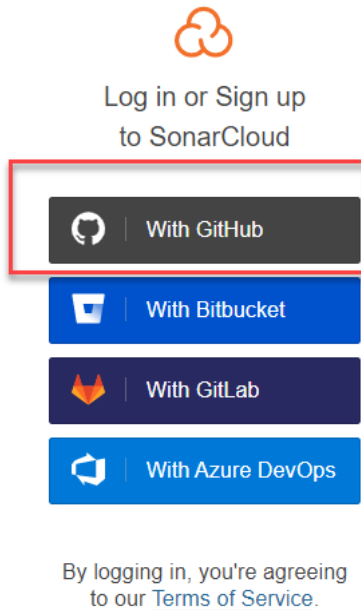 Log in or Sign up
to SonarCloud
With GitHub
With Bitbucket
With GitLab
With Azure DevOps
By logging in, you're agreeing
to our Terms of Service.